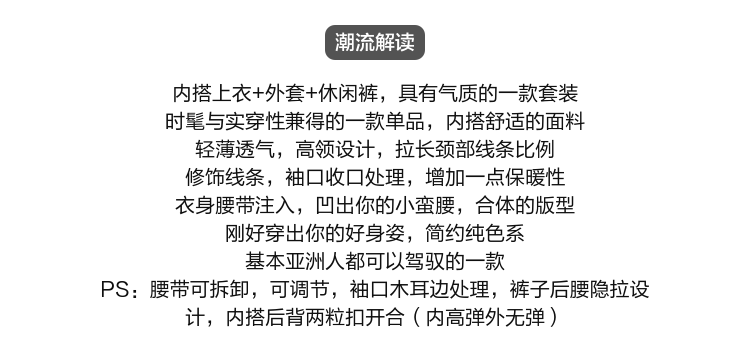 潮流解读
内搭上衣+外套+休闲裤，具有气质的一款套装
时髦与实穿性兼得的一款单品，内搭舒适的面料
轻薄透气，高领设计，拉长颈部线条比例
修饰线条，袖口收口处理，增加一点保暖性
衣身腰带注入，凹出你的小蛮腰，合体的版型
刚好穿出你的好身姿，简约纯色系
基本亚洲人都可以驾驭的一款
PS：腰带可拆卸，可调节，袖口木耳边处理，裤子后腰隐拉设
计，内搭后背两粒扣开合（内高弹外无弹）